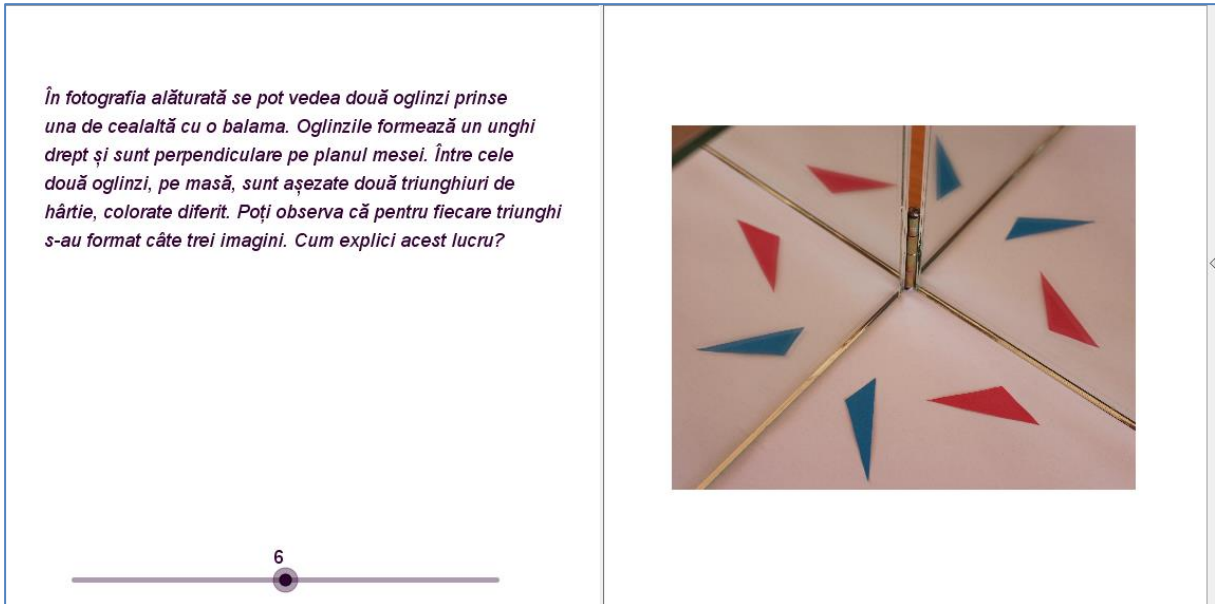 În fotografia alăturată se pot vedea două oglinzi prinse
una de cealaltă cu o balama. Oglinzile formează un unghi
drept și sunt perpendiculare pe planul mesei. Între cele
două oglinzi, pe masă, sunt așezate două triunghiuri de
hârtie, colorate diferit. Poți observa că pentru fiecare triunghi
s-au format câte trei imagini. Cum explici acest lucru?
6